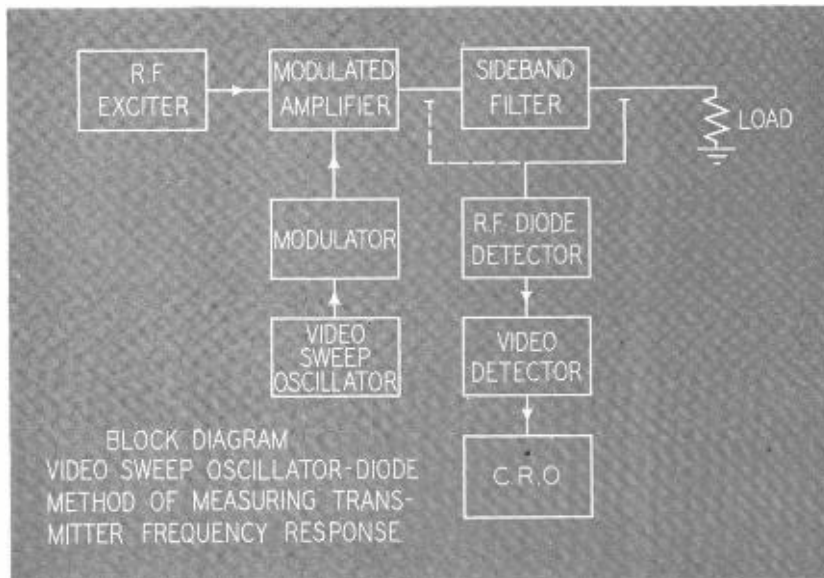 R.F.
EXCITER
MODULATED
AMPLIFIER
SIDEBAND
FILTER
LOAD
MODULATOR
R.F. DIODE
DETECTOR
VIDEO
SWEEP
OSCILLATOR
VIDEO
DETECTOR
C.R.O
BLOCK DIAGRAM
VIDEO SWEEP OSCILLATOR-DIODE
METHOD OF MEASURING TRANS-
MITTER FREQUENCY RESPONSE